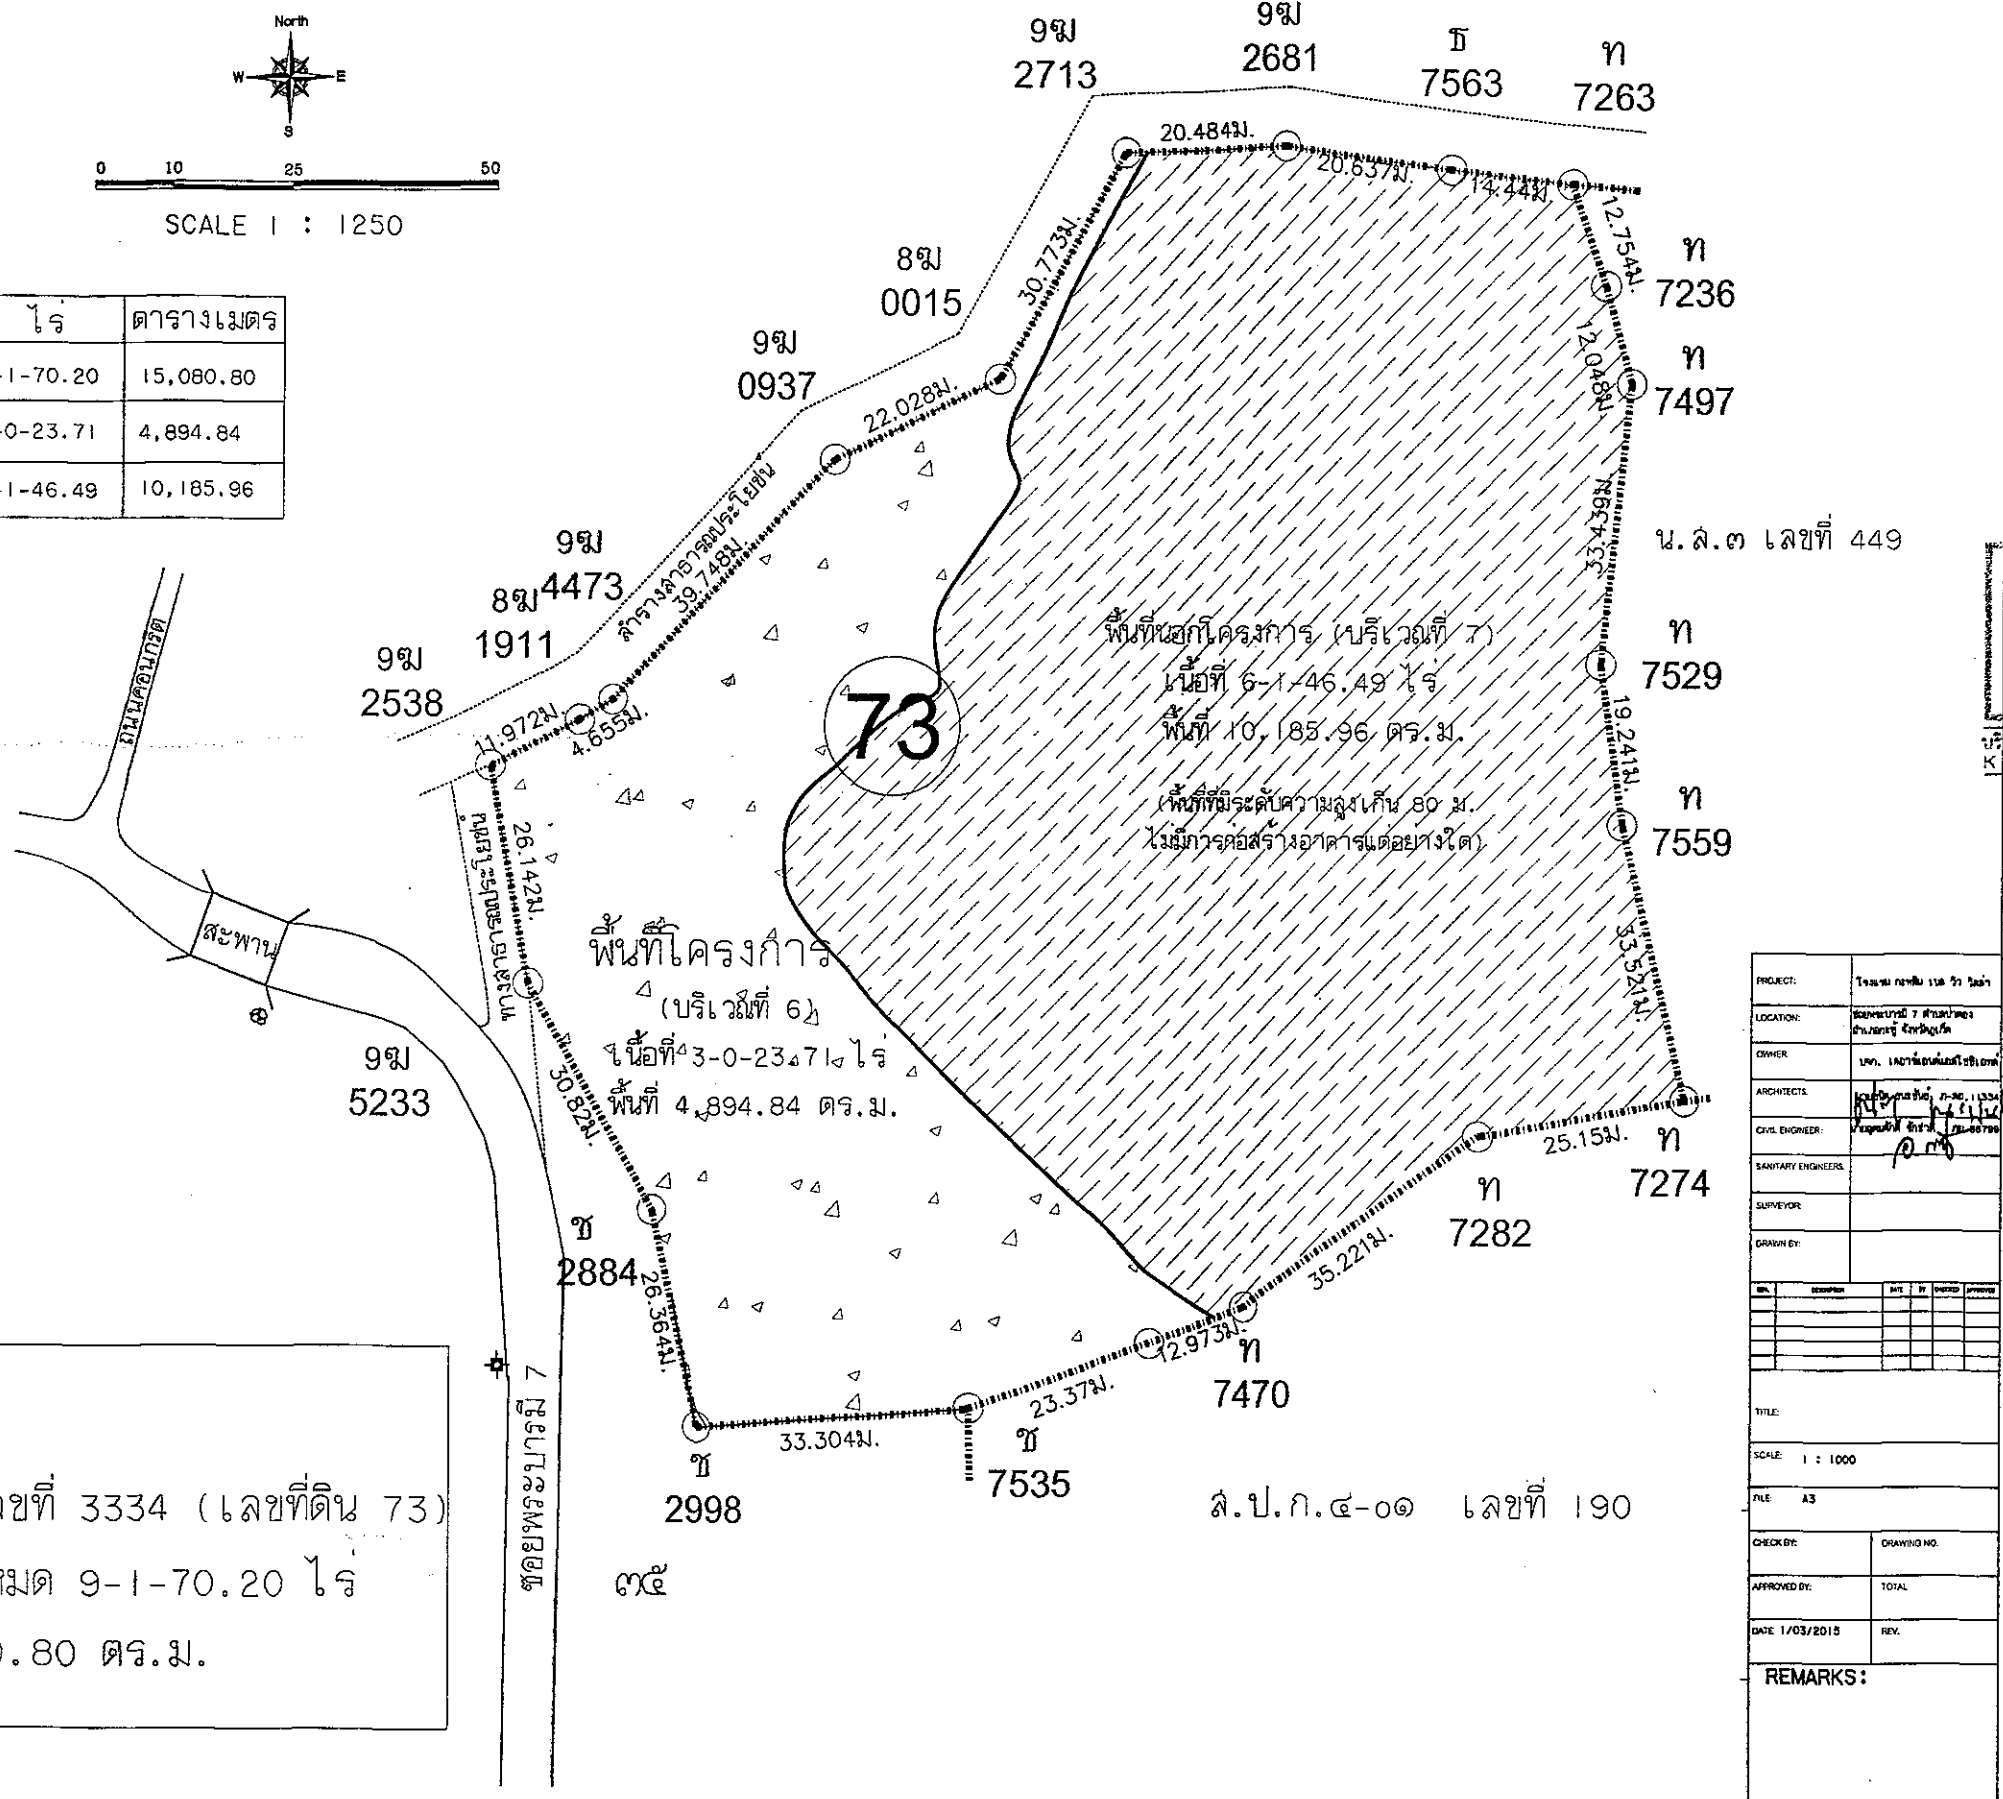 North
W E
S
0 10 25 50
SCALE 1 : 1250
ไร่ ตารางเมตร
-1-70.20 15,080.80
-0-23.71 4,894.84
-1-46.49 10,185.96
9ฆ
2713
9ฆ
2681
ธ
7563
ท
7263
20.484ม.
20.637ม.
14.44ม.
12.754ม.
ท
7236
12.048ม.
ท
7497
30.773ม.
8ฆ
0015
9ฆ
0937
22.028ม.
ลำรางสาธารณประโยชน์
39.748ม.
9ฆ
4473
8ฆ
1911
9ฆ
2538
11.972ม.
4.655ม.
33.439ม.
น.ส.๓ เลขที่ 449
ท
7529
19.241ม.
ท
7559
33.521ม.
73
พื้นที่นอกโครงการ (บริเวณที่ 7)
เนื้อที่ 6-1-46.49 ไร่
พื้นที่ 10,185.96 ตร.ม.
(พื้นที่ที่มีระดับความสูงเกิน 80 ม.
ไม่มีการก่อสร้างอาคารแต่อย่างใด)
26.142ม.
สะพาน
9ฆ
5233
พื้นที่โครงการ
(บริเวณที่ 6)
เนื้อที่ 3-0-23.71 ไร่
พื้นที่ 4,894.84 ตร.ม.
30.82ม.
ช
2884
26.364ม.
25.15ม.
ท
7274
ท
7282
35.221ม.
12.973ม.
ท
7470
23.37ม.
33.304ม.
ช
7535
ช
2998
ซอยพระบารมี 7
๓๕
ส.ป.ก.๔-๐๑ เลขที่ 190
ลขที่ 3334 (เลขที่ดิน 73)
หมด 9-1-70.20 ไร่
0.80 ตร.ม.
PROJECT:
LOCATION:
OWNER
ARCHITECTS.
CIVIL ENGINEER:
SANITARY ENGINEERS.
SURVEYOR
DRAWN BY:
DESCRIPTION DATE BY CHECKED APPROVED
TITLE:
SCALE: 1 : 1000
FILE: A3
CHECK BY: DRAWING NO.
APPROVED BY: TOTAL
DATE 1/03/2015 REV.
REMARKS: